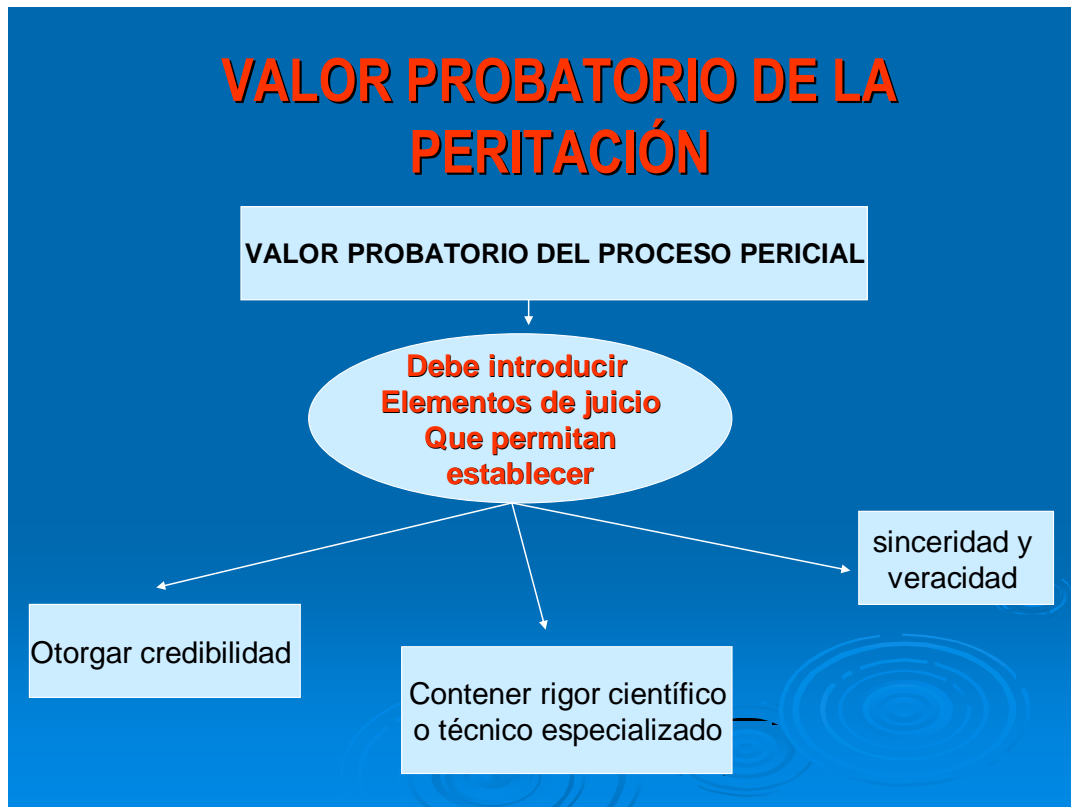 VALOR PROBATORIO DE LA
PERITACIÓN
VALOR PROBATORIO DEL PROCESO PERICIAL
Debe introducir
Elementos de juicio
Que permitan
establecer
sinceridad y
veracidad
Otorgar credibilidad
Contener rigor científico
o técnico especializado